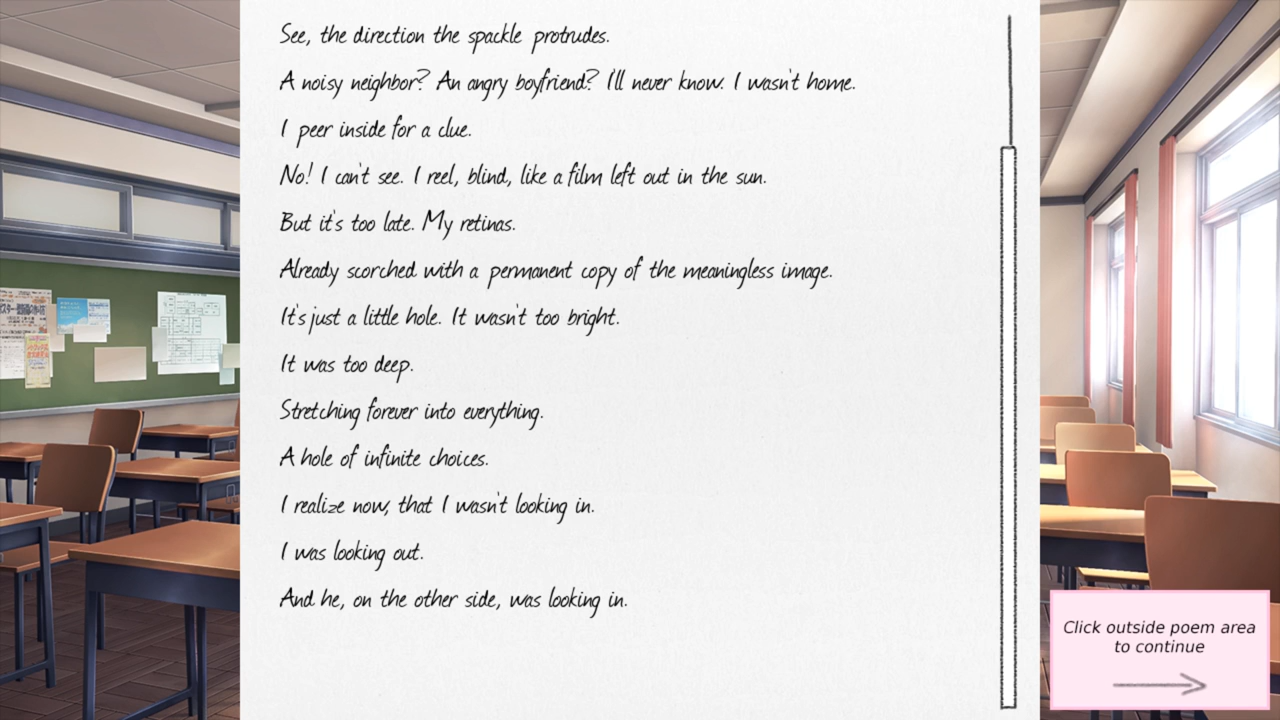 See, the direction the spackle protrudes.
A noisy neighbor? An angry boyfriend? I'll never know. I wasn't home.
I peer inside for a clue.
No! I can't see. I reel, blind, like a film left out in the sun.
But it's too late. My retinas.
Already scorched with a permanent copy of the meaningless image.
It's just a little hole. It wasn't too bright.
It was too deep.
Stretching forever into everything.
A hole of infinite choices.
I realize now, that I wasn't looking in.
I was looking out.
And he, on the other side, was looking in.
Click outside poem area
to continue